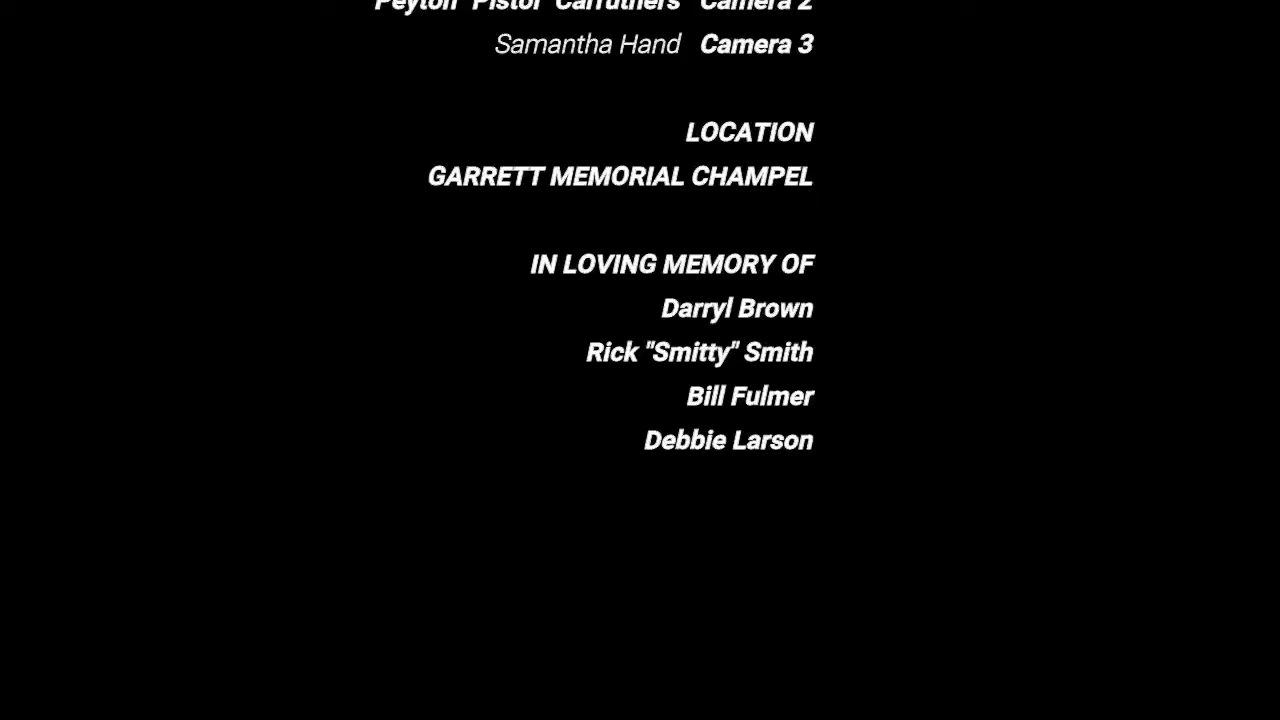 Peyton "Pistol" Carruthers Camera 2
Samantha Hand Camera 3
LOCATION
GARRETT MEMORIAL CHAMPEL
IN LOVING MEMORY OF
Darryl Brown
Rick "Smitty" Smith
Bill Fulmer
Debbie Larson